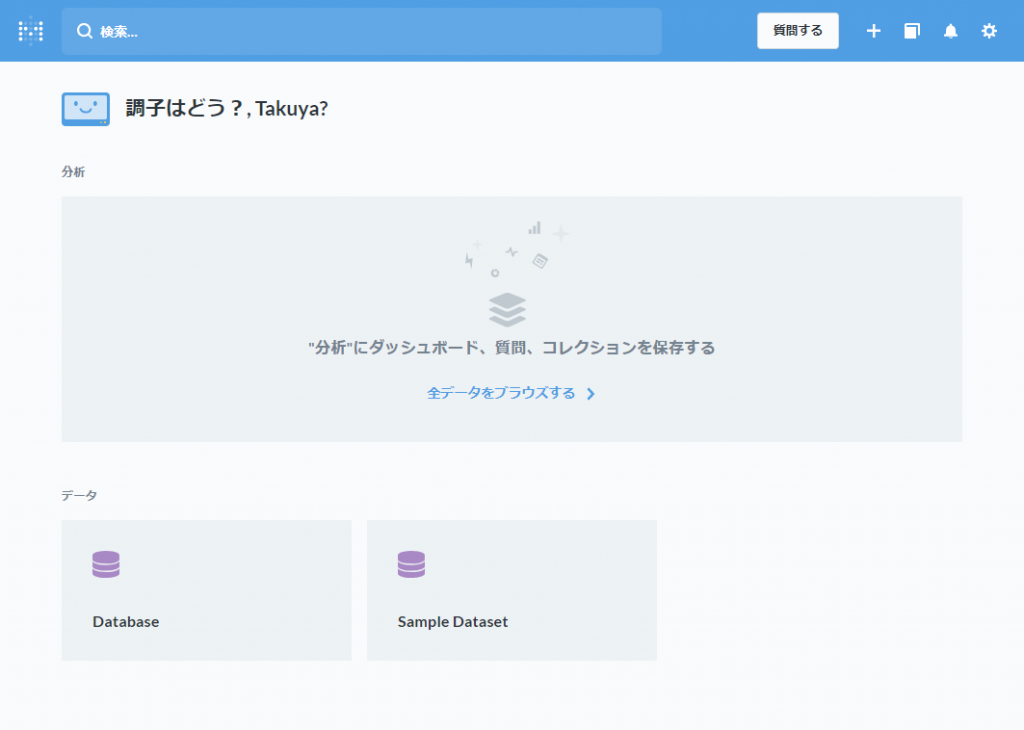 検索...
質問する
調子はどう？, Takuya?
分析
"分析"にダッシュボード、質問、コレクションを保存する
全データをブラウズする
データ
Database
Sample Dataset